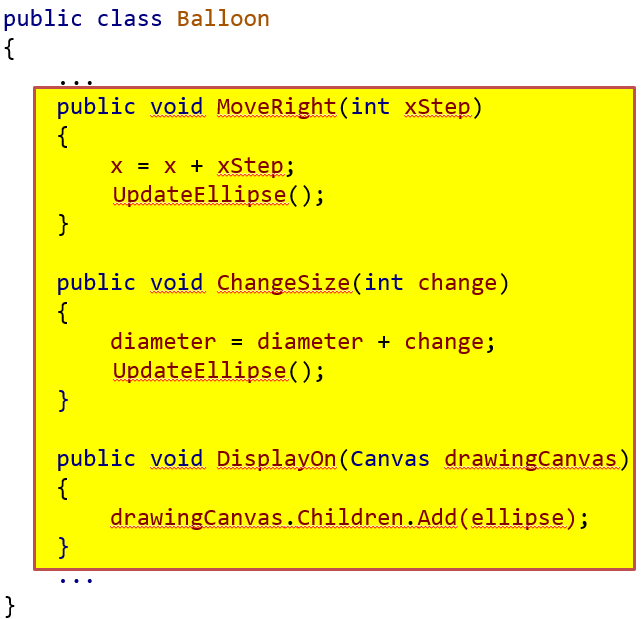 public class Balloon
{
    ...
    public void MoveRight(int xStep)
    {
        x = x + xStep;
        UpdateEllipse();
    }

    public void ChangeSize(int change)
    {
        diameter = diameter + change;
        UpdateEllipse();
    }

    public void DisplayOn(Canvas drawingCanvas)
    {
        drawingCanvas.Children.Add(ellipse);
    }
    ...
}